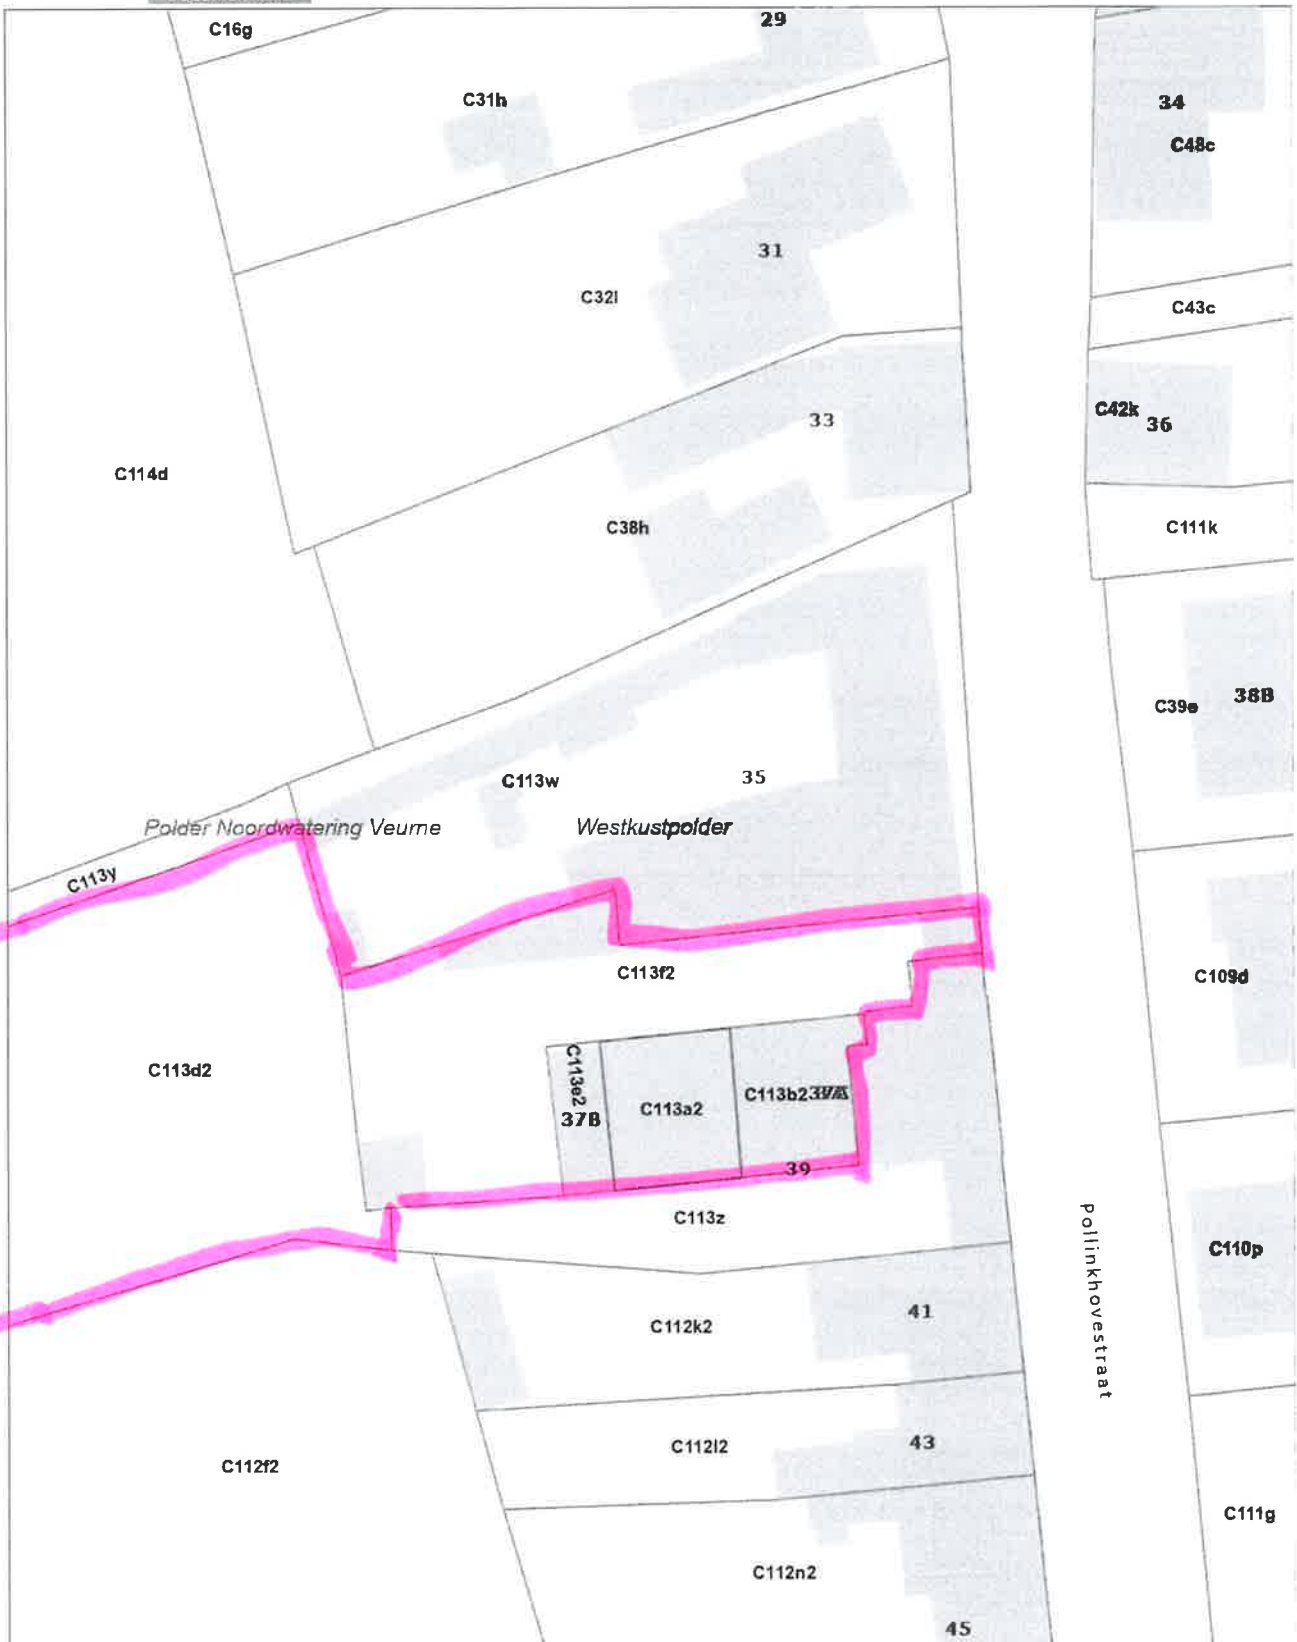 C16g
29
C31h
34
C48c
31
C32l
C43c
C42k
36
33
C114d
C38h
C111k
C39e
38B
C113w
35
Polder Noordwatering Veurne
Westkustpolder
C113y
C113f2
C109d
C113d2
C113e2
37B
C113a2
C113b2
37A
39
C113z
Pollinkhovestraat
C110p
C112k2
41
C112l2
43
C112f2
C111g
C112n2
45